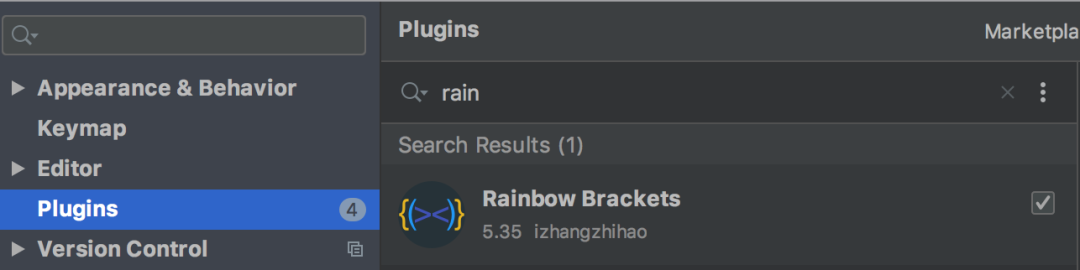 Appearance & Behavior
Keymap
Editor
Plugins 4
Version Control
Plugins Marketpla
rain
Search Results (1)
{(><)} Rainbow Brackets
5.35 izhangzhihao